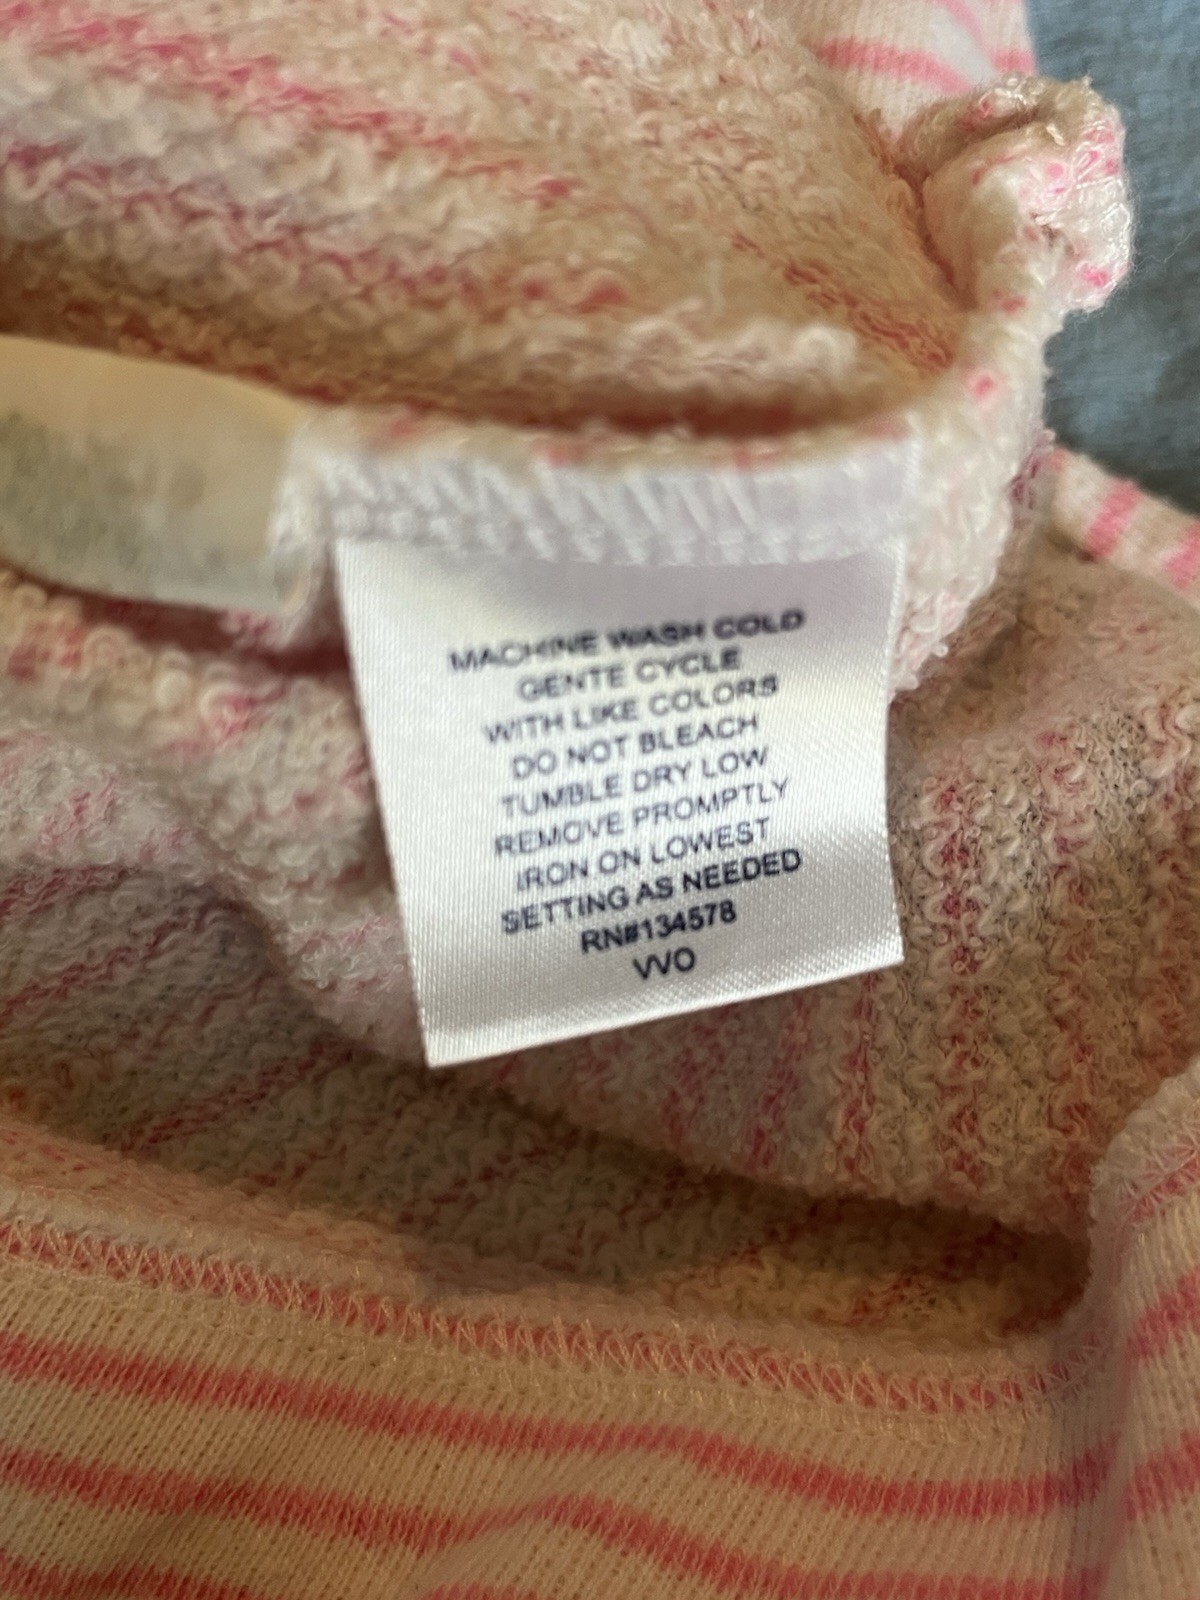 MACHINE WASH COLD
GENTE CYCLE
WITH LIKE COLORS
DO NOT BLEACH
TUMBLE DRY LOW
REMOVE PROMPTLY
IRON ON LOWEST
SETTING AS NEEDED
RN#134578
VVO